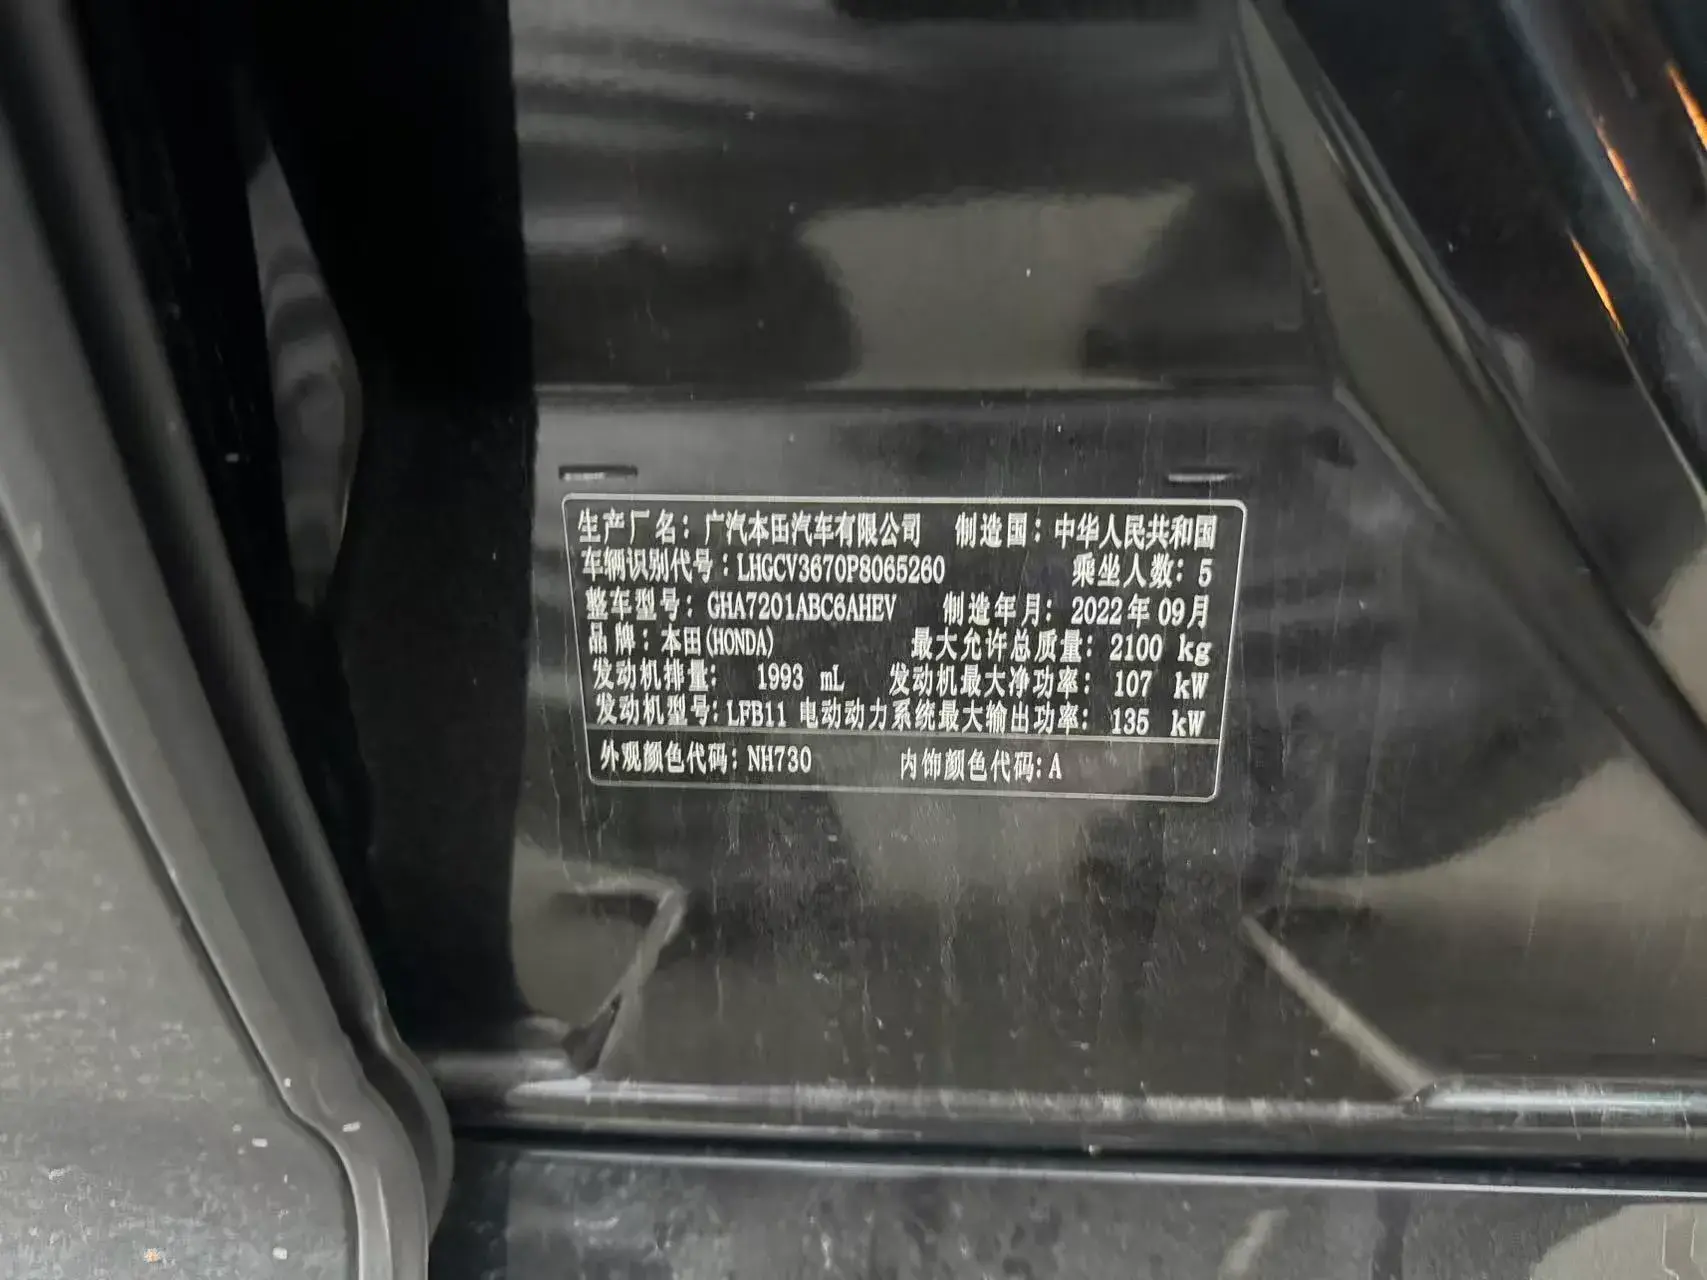 生产厂名：广汽本田汽车有限公司 制造国：中华人民共和国
车辆识别代号：LHGCV3670P8065260 乘坐人数：5
整车型号：GHA7201ABC6AHEV 制造年月：2022年09月
品牌：本田(HONDA) 最大允许总质量：2100 kg
发动机排量： 1993 mL 发动机最大净功率： 107 kW
发动机型号：LFB11 电动动力系统最大输出功率： 135 kW
外观颜色代码：NH730 内饰颜色代码：A